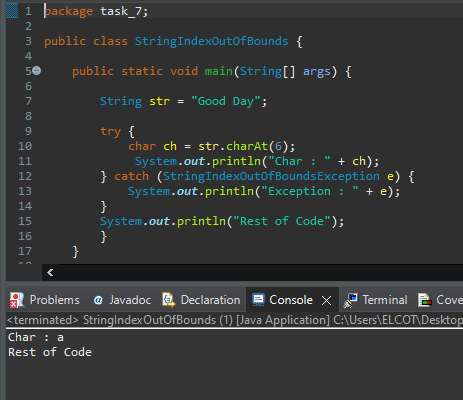 1 package task_7;
2
3 public class StringIndexOutOfBounds {
4
5 public static void main(String[] args) {
6
7 String str = "Good Day";
8
9 try {
10 char ch = str.charAt(6);
11 System.out.println("Char : " + ch);
12 } catch (StringIndexOutOfBoundsException e) {
13 System.out.println("Exception : " + e);
14 }
15 System.out.println("Rest of Code");
16 }
17 }
Problems Javadoc Declaration Console Terminal Cove
<terminated> StringIndexOutOfBounds (1) [Java Application] C:\Users\ELCOT\Desktop
Char : a
Rest of Code